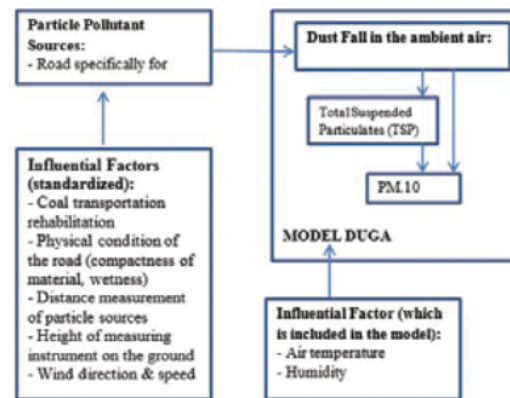 Particle Pollutant
Sources:
- Road specifically for
Dust Fall in the ambient air:
Total Suspended
Particulates (TSP)
PM.10
MODEL DUGA
Influential Factors
(standardized):
- Coal transportation
rehabilitation
- Physical condition of
the road (compactness of
material, wetness)
- Distance measurement
of particle sources
- Height of measuring
instrument on the ground
- Wind direction & speed
Influential Factor (which
is included in the model):
- Air temperature
- Humidity